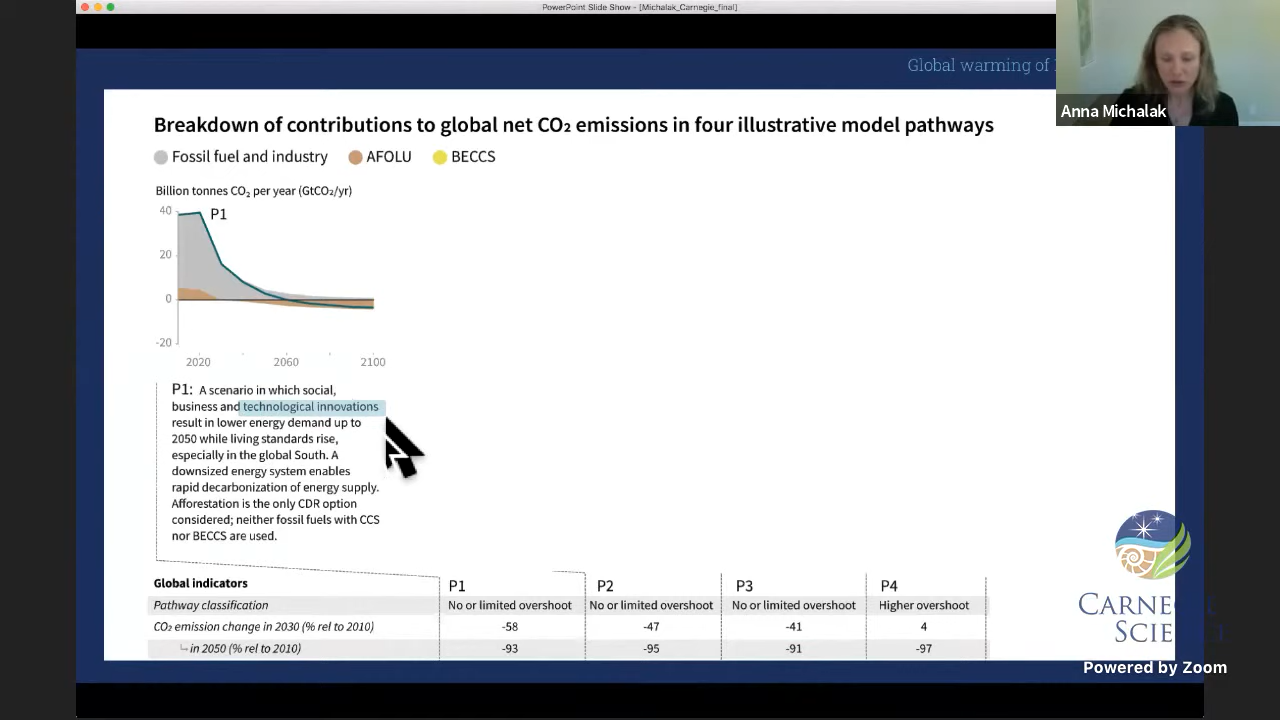 PowerPoint Slide Show - [Michalak_Carnegie_final]
Global warming of
Anna Michalak
Breakdown of contributions to global net CO₂ emissions in four illustrative model pathways
Fossil fuel and industry AFOLU BECCS
Billion tonnes CO₂ per year (GtCO₂/yr)
40
P1
20
0
-20
2020 2060 2100
P1: A scenario in which social,
business and technological innovations
result in lower energy demand up to
2050 while living standards rise,
especially in the global South. A
downsized energy system enables
rapid decarbonization of energy supply.
Afforestation is the only CDR option
considered; neither fossil fuels with CCS
nor BECCS are used.
Global indicators P1 P2 P3 P4
Pathway classification No or limited overshoot No or limited overshoot No or limited overshoot Higher overshoot
CO₂ emission change in 2030 (% rel to 2010) -58 -47 -41 4
in 2050 (% rel to 2010) -93 -95 -91 -97
Powered by Zoom